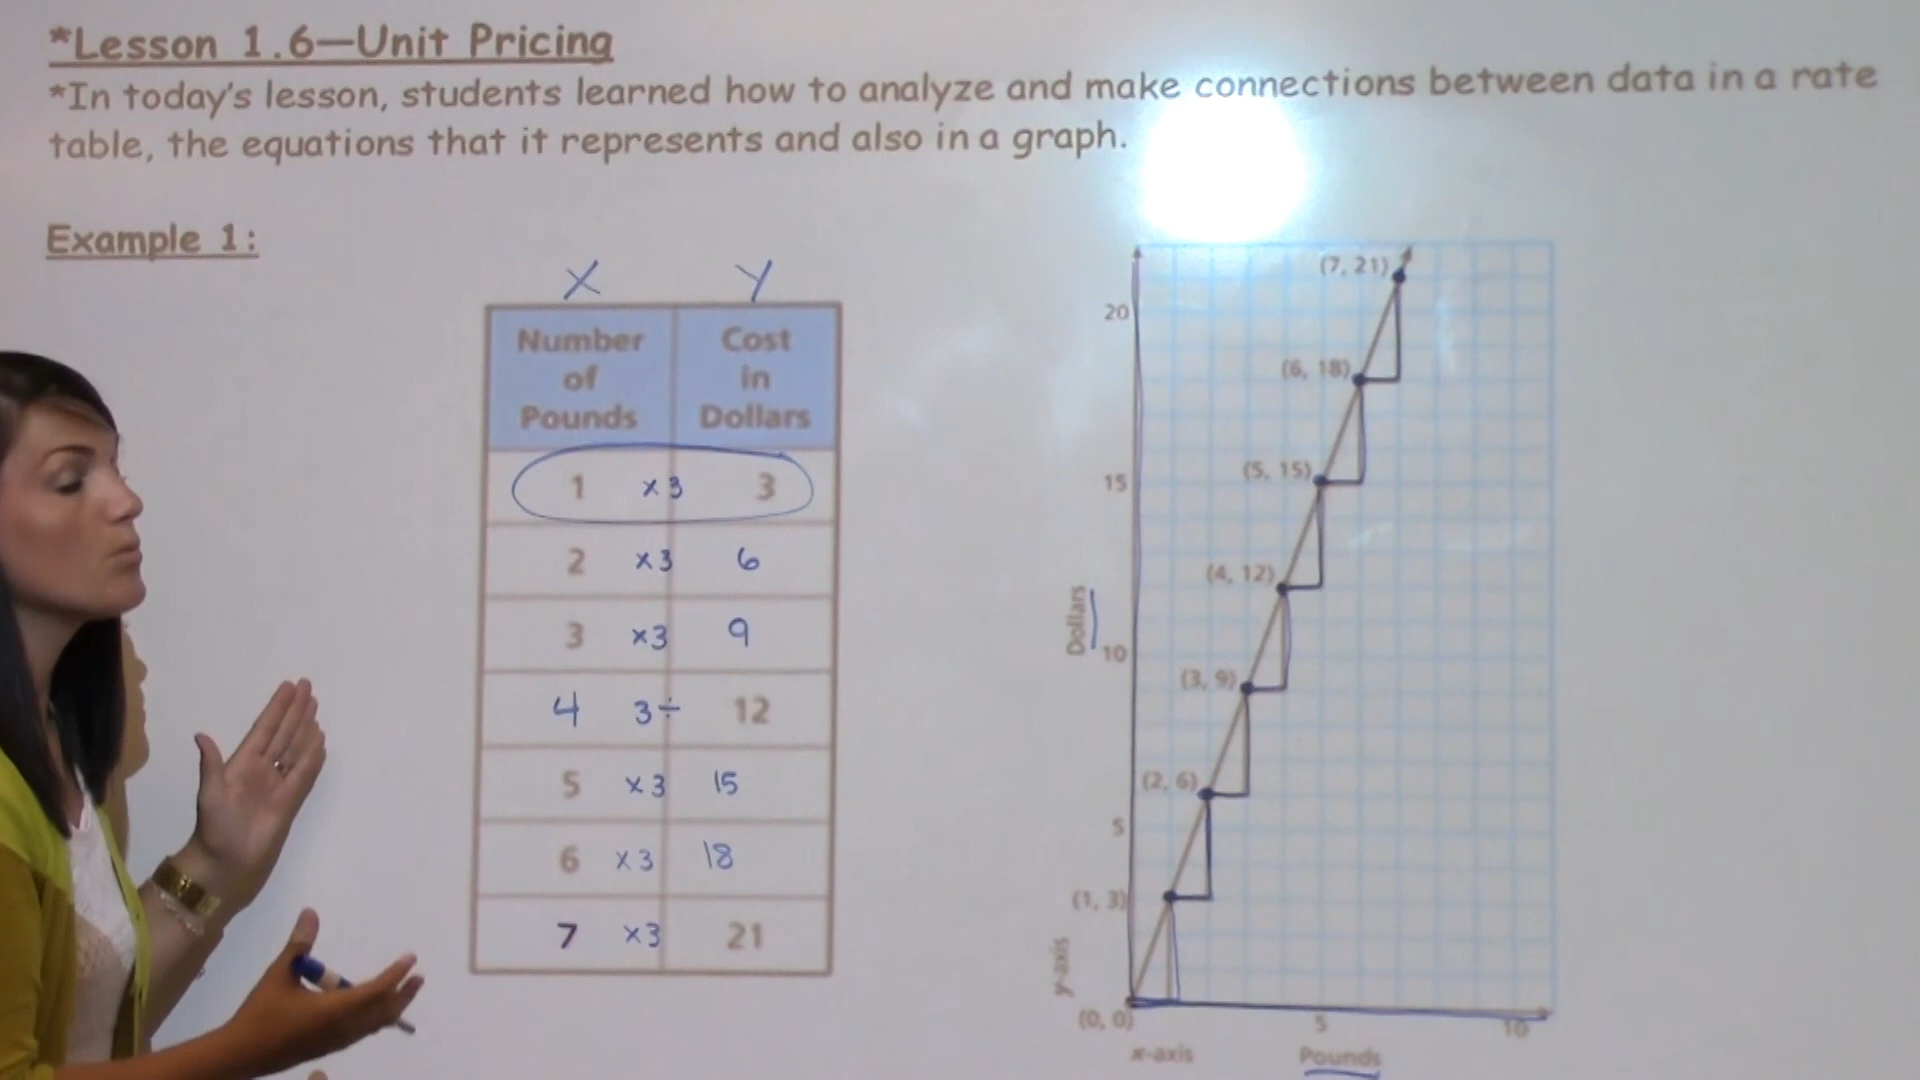 *Lesson 1.6—Unit Pricing
*In today's lesson, students learned how to analyze and make connections between data in a rate
table, the equations that it represents and also in a graph.
Example 1:
X Y
Number of Pounds Cost in Dollars
1 ×3 3
2 ×3 6
3 ×3 9
4 3÷ 12
5 ×3 15
6 ×3 18
7 ×3 21
(7, 21)
20
(6, 18)
(5, 15)
15
(4, 12)
Dollars
10
(3, 9)
(2, 6)
5
(1, 3)
y-axis
(0, 0) 5 10
x-axis Pounds